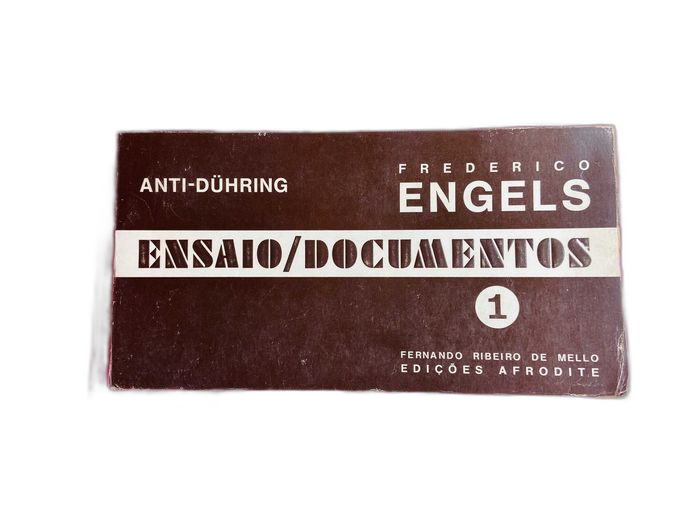 ANTI-DÜHRING
FREDERICO
ENGELS
ENSAIO/DOCUMENTOS
1
FERNANDO RIBEIRO DE MELLO
EDIÇÕES AFRODITE